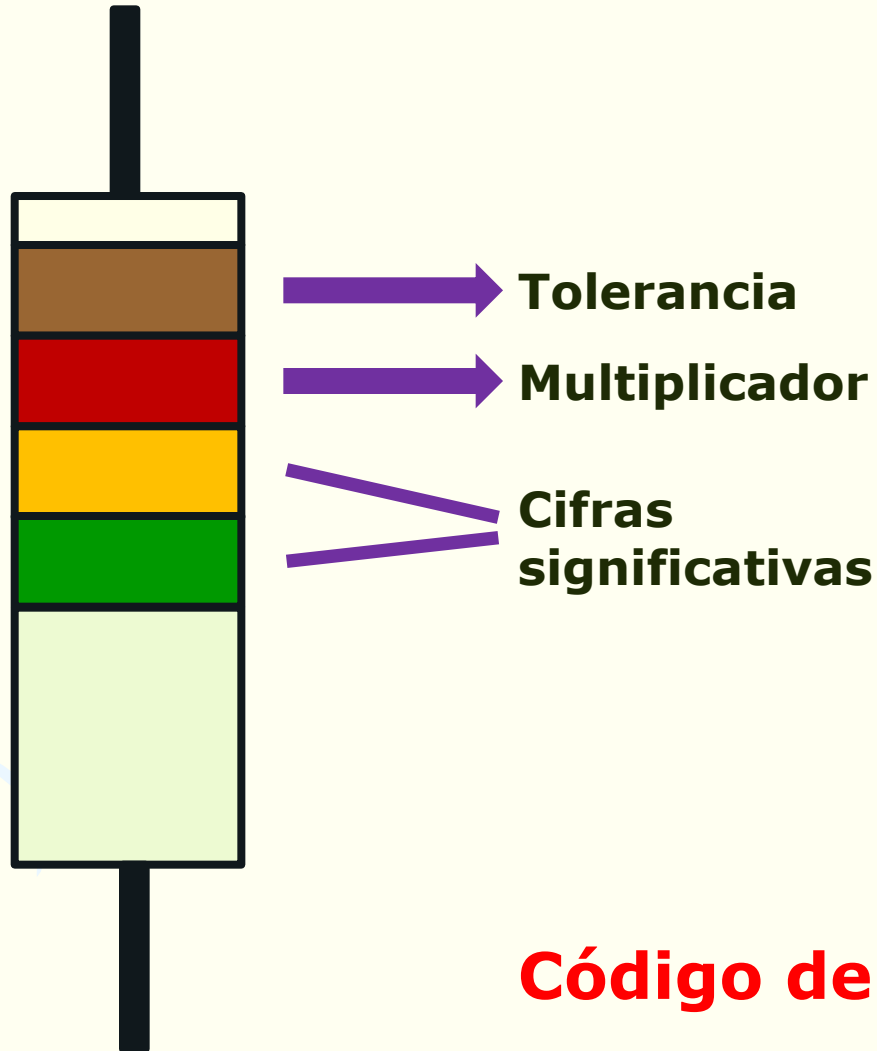 Tolerancia
Multiplicador
Cifras
significativas
Código de